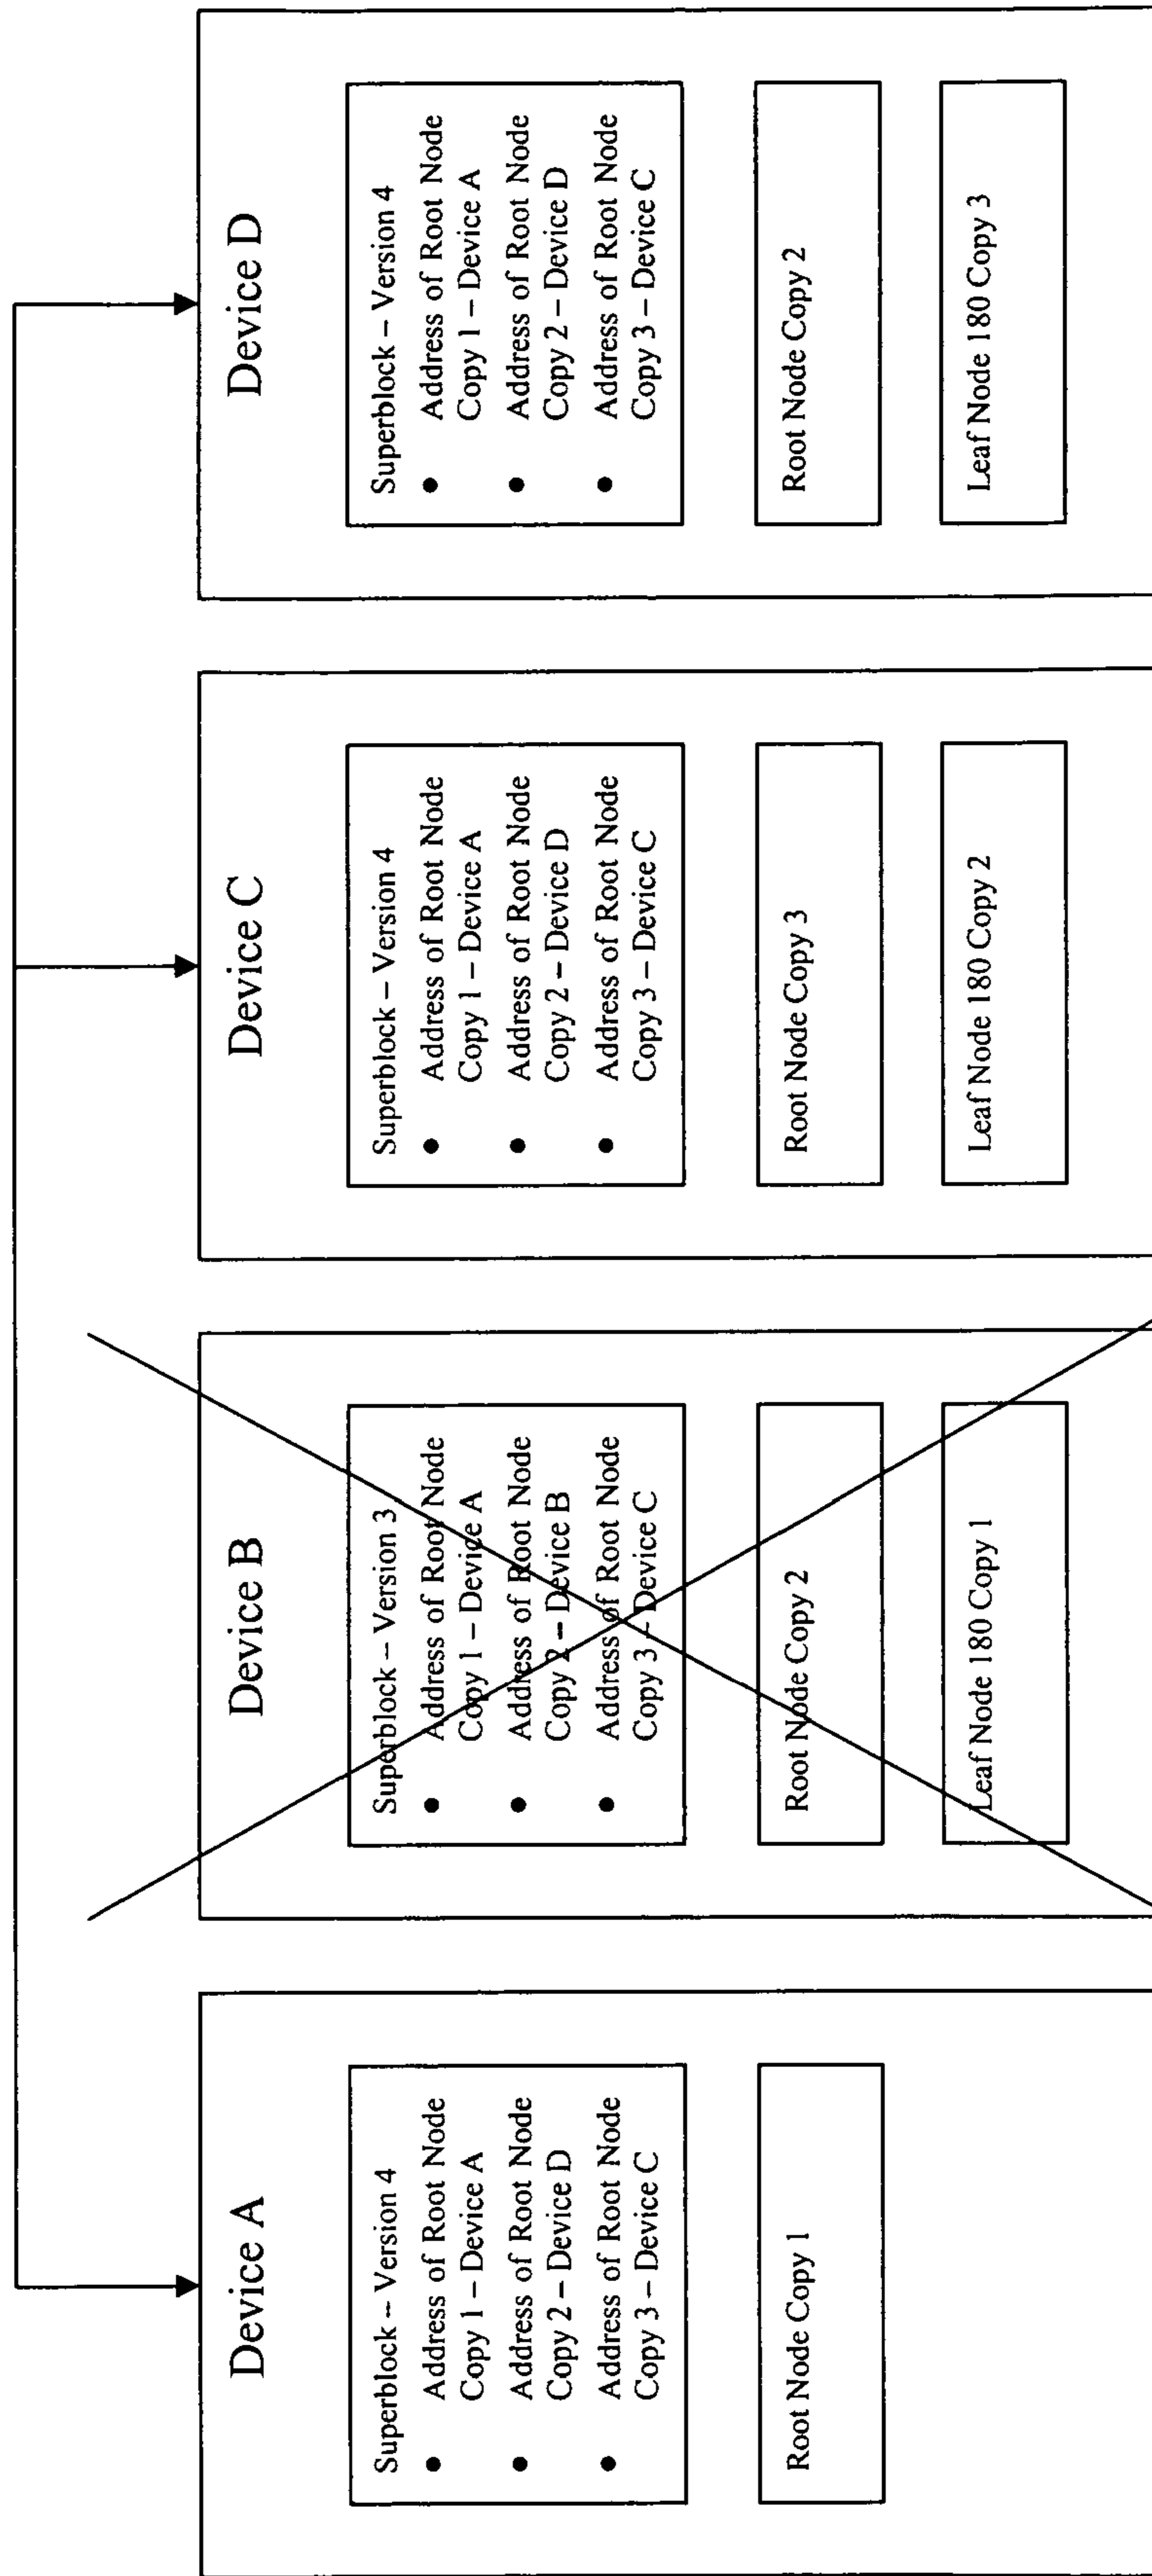 Device A
Superblock – Version 4
● Address of Root Node
Copy 1 – Device A
● Address of Root Node
Copy 2 – Device D
● Address of Root Node
Copy 3 – Device C
Root Node Copy 1
Device B
Superblock – Version 3
● Address of Root Node
Copy 1 – Device A
● Address of Root Node
Copy 2 – Device B
● Address of Root Node
Copy 3 – Device C
Root Node Copy 2
Leaf Node 180 Copy 1
Device C
Superblock – Version 4
● Address of Root Node
Copy 1 – Device A
● Address of Root Node
Copy 2 – Device D
● Address of Root Node
Copy 3 – Device C
Root Node Copy 3
Leaf Node 180 Copy 2
Device D
Superblock – Version 4
● Address of Root Node
Copy 1 – Device A
● Address of Root Node
Copy 2 – Device D
● Address of Root Node
Copy 3 – Device C
Root Node Copy 2
Leaf Node 180 Copy 3